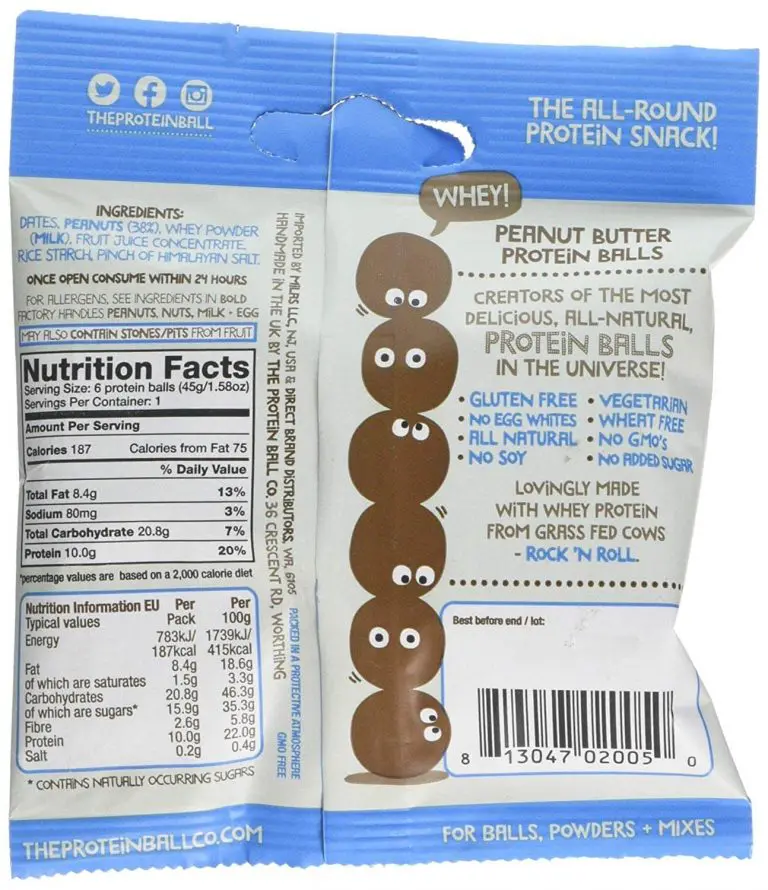 THEPROTEINBALL
THE ALL-ROUND
PROTEIN SNACK!
INGREDIENTS:
DATES, PEANUTS (38%), WHEY POWDER
(MILK), FRUIT JUICE CONCENTRATE,
RICE STARCH, PINCH OF HIMALAYAN SALT.
ONCE OPEN CONSUME WITHIN 24 HOURS
FOR ALLERGENS, SEE INGREDIENTS IN BOLD
FACTORY HANDLES PEANUTS, NUTS, MILK + EGG
MAY ALSO CONTAIN STONES/PITS FROM FRUIT
Nutrition Facts
Serving Size: 6 protein balls (45g/1.58oz)
Servings Per Container: 1
Amount Per Serving
Calories 187 Calories from Fat 75
% Daily Value
Total Fat 8.4g 13%
Sodium 80mg 3%
Total Carbohydrate 20.8g 7%
Protein 10.0g 20%
*percentage values are based on a 2,000 calorie diet
Nutrition Information EU Per Per
Typical values Pack 100g
Energy 783kJ/ 1739kJ/
187kcal 415kcal
Fat 8.4g 18.6g
of which are saturates 1.5g 3.3g
Carbohydrates 20.8g 46.3g
of which are sugars* 15.9g 35.3g
Fibre 2.6g 5.8g
Protein 10.0g 22.0g
Salt 0.2g 0.4g
* CONTAINS NATURALLY OCCURRING SUGARS
THEPROTEINBALLCO.COM
IMPORTED BY MILBS LLC, NJ, USA & DIRECT BRAND DISTRIBUTORS, WA, 6105
HANDMADE IN THE UK BY THE PROTEIN BALL CO, 36 CRESCENT RD, WORTHING
PACKED IN A PROTECTIVE ATMOSPHERE
GMO FREE
WHEY!
PEANUT BUTTER
PROTEIN BALLS
CREATORS OF THE MOST
DELICIOUS, ALL-NATURAL,
PROTEIN BALLS
IN THE UNIVERSE!
• GLUTEN FREE • VEGETARIAN
• NO EGG WHITES • WHEAT FREE
• ALL NATURAL • NO GMO'S
• NO SOY • NO ADDED SUGAR
LOVINGLY MADE
WITH WHEY PROTEIN
FROM GRASS FED COWS
- ROCK 'N ROLL.
Best before end / lot:
8 13047 02005 0
FOR BALLS, POWDERS + MIXES